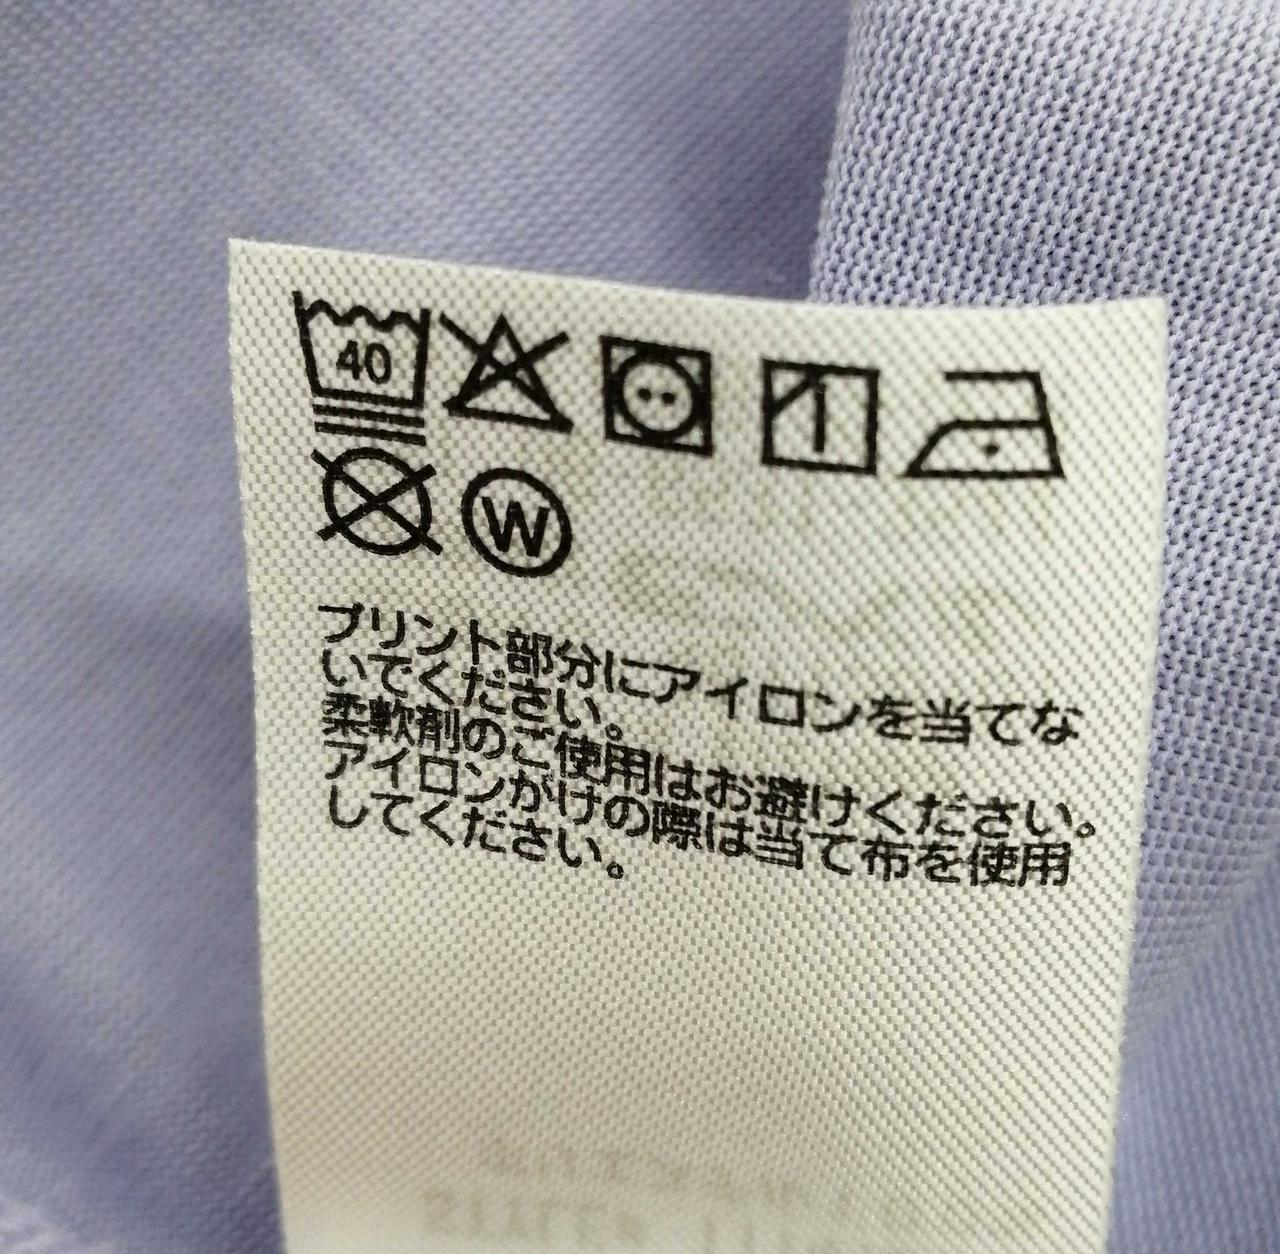 40
W
プリント部分にアイロンを当てな
いでください。
柔軟剤のご使用はお避けください。
アイロンがけの際は当て布を使用
してください。